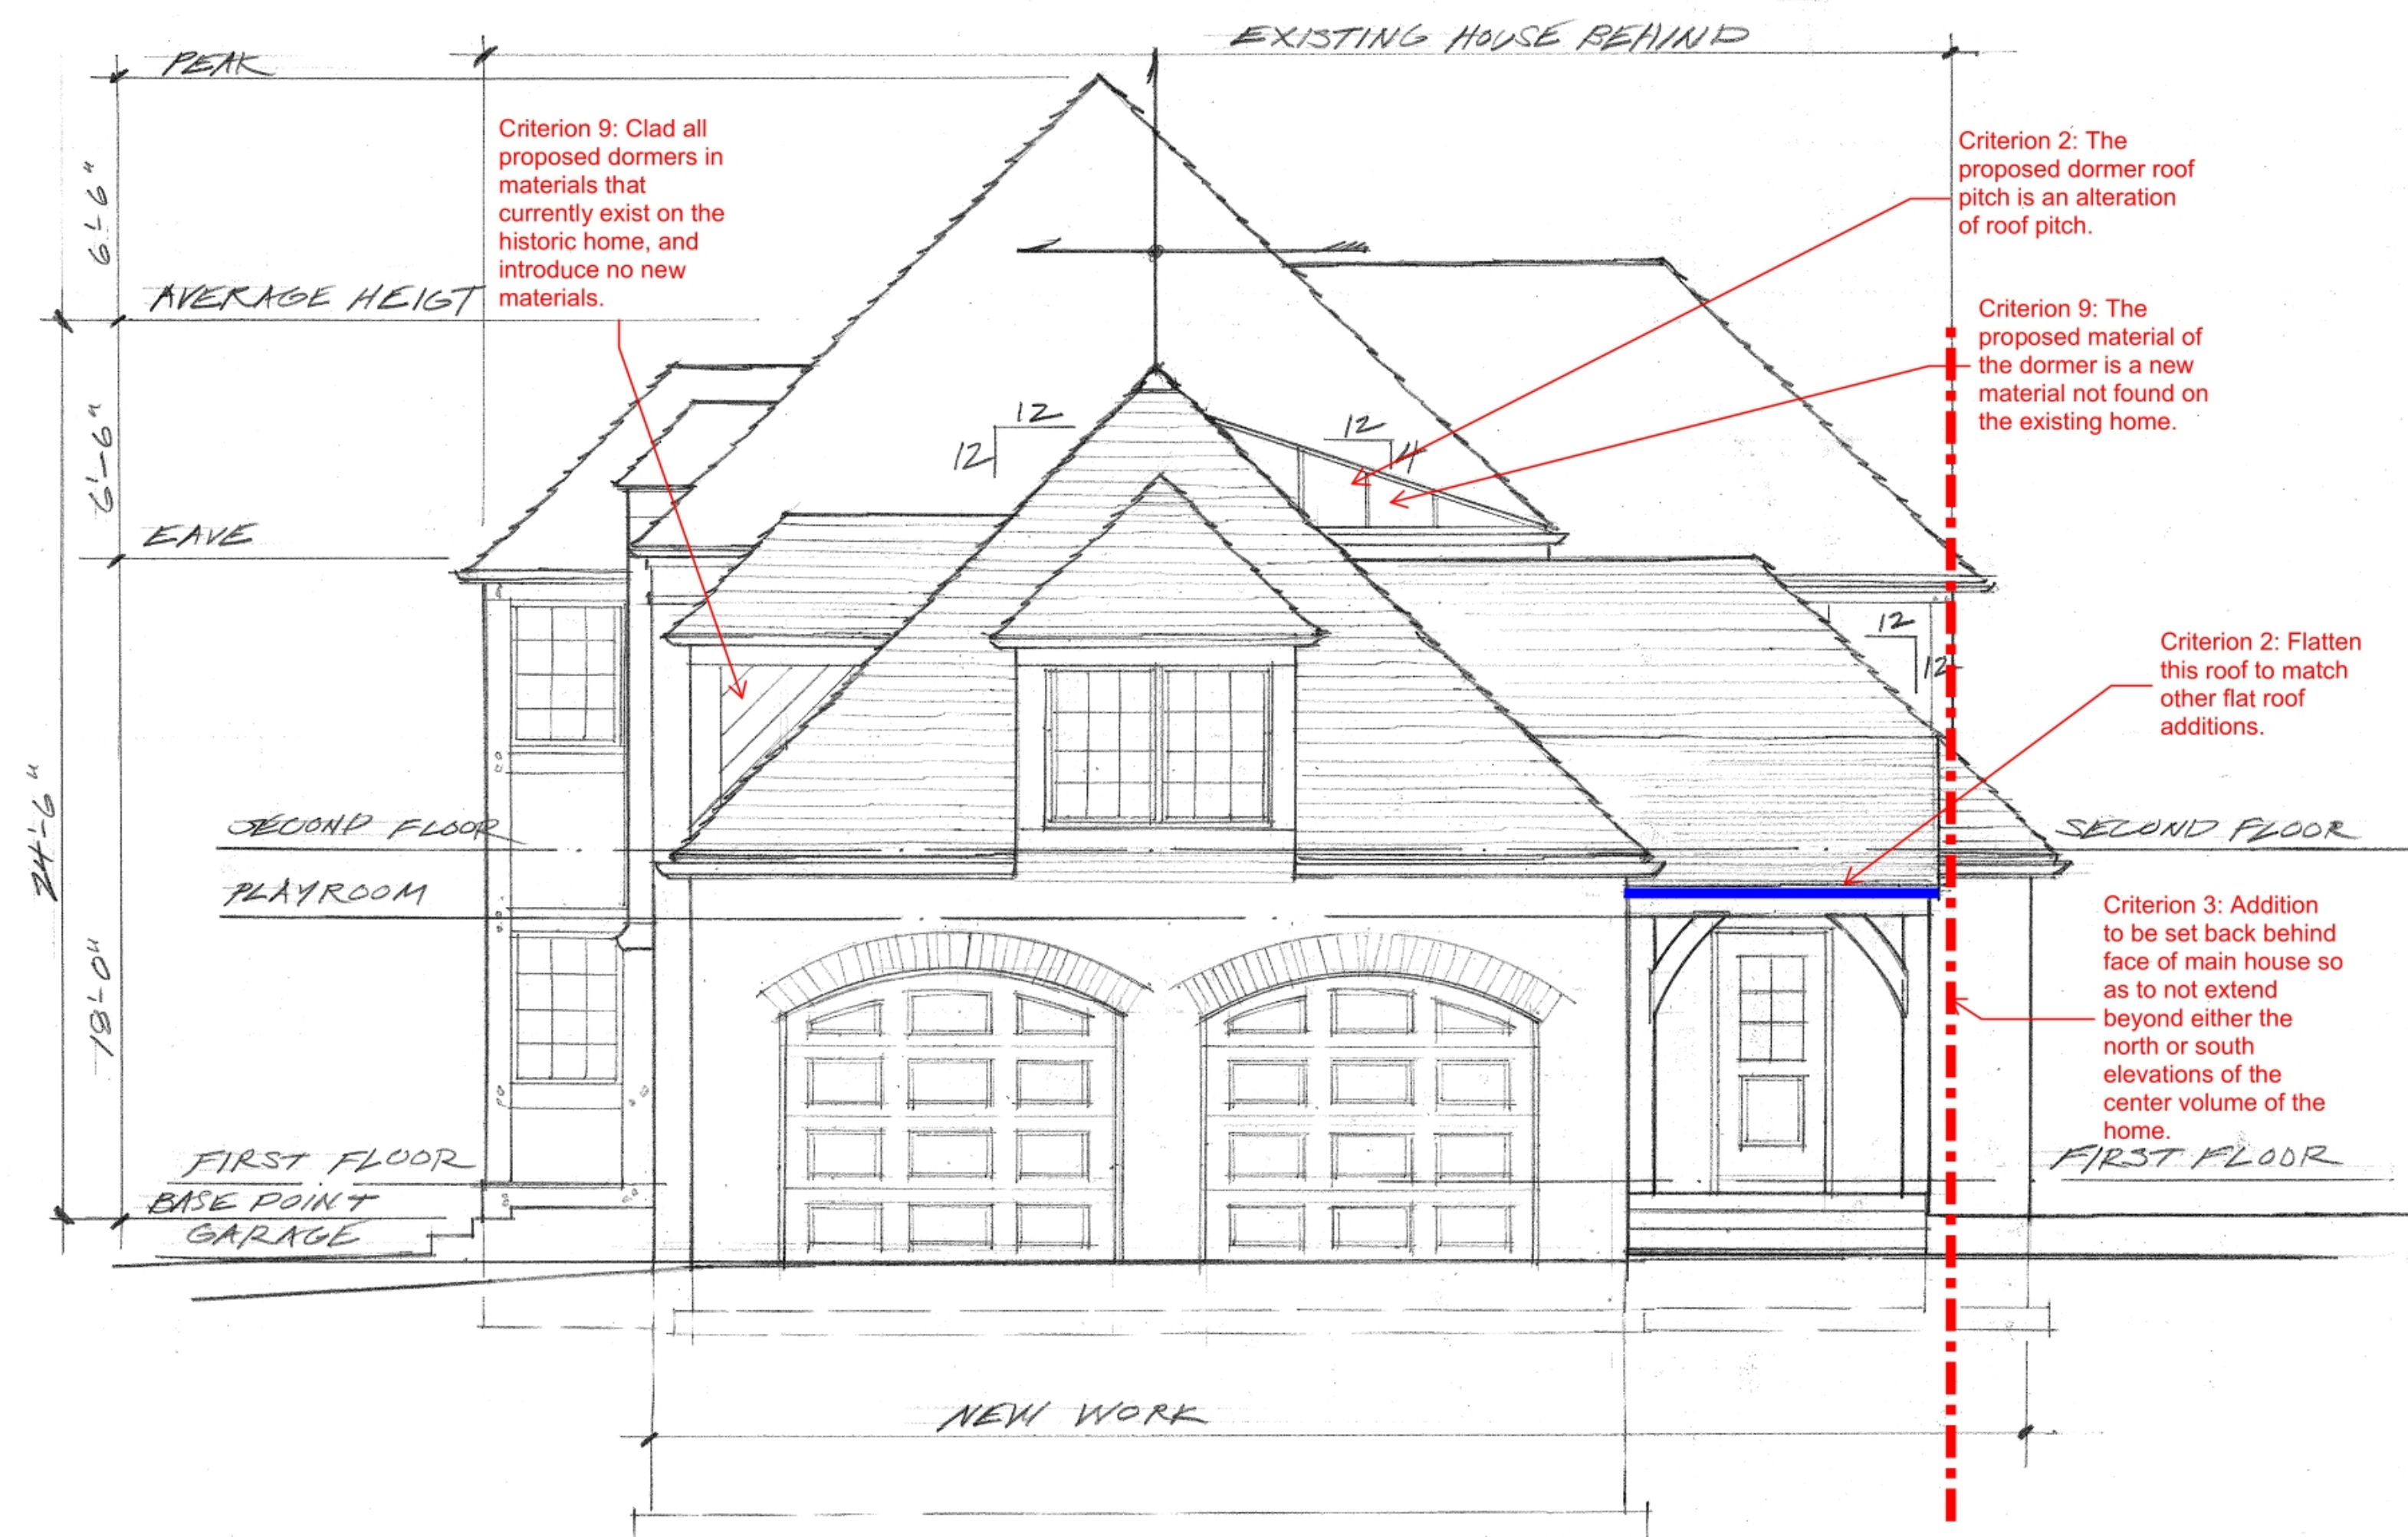 EXISTING HOUSE BEHIND
PEAK
6'-6"
Criterion 9: Clad all
proposed dormers in
materials that
currently exist on the
historic home, and
introduce no new
materials.
Criterion 2: The
proposed dormer roof
pitch is an alteration
of roof pitch.
AVERAGE HEIGT
Criterion 9: The
proposed material of
the dormer is a new
material not found on
the existing home.
6'-6"
12
12
12
4
EAVE
12
12
Criterion 2: Flatten
this roof to match
other flat roof
additions.
24'-6"
SECOND FLOOR
SECOND FLOOR
PLAYROOM
18'-0"
Criterion 3: Addition
to be set back behind
face of main house so
as to not extend
beyond either the
north or south
elevations of the
center volume of the
home.
FIRST FLOOR
FIRST FLOOR
BASE POINT
GARAGE
NEW WORK